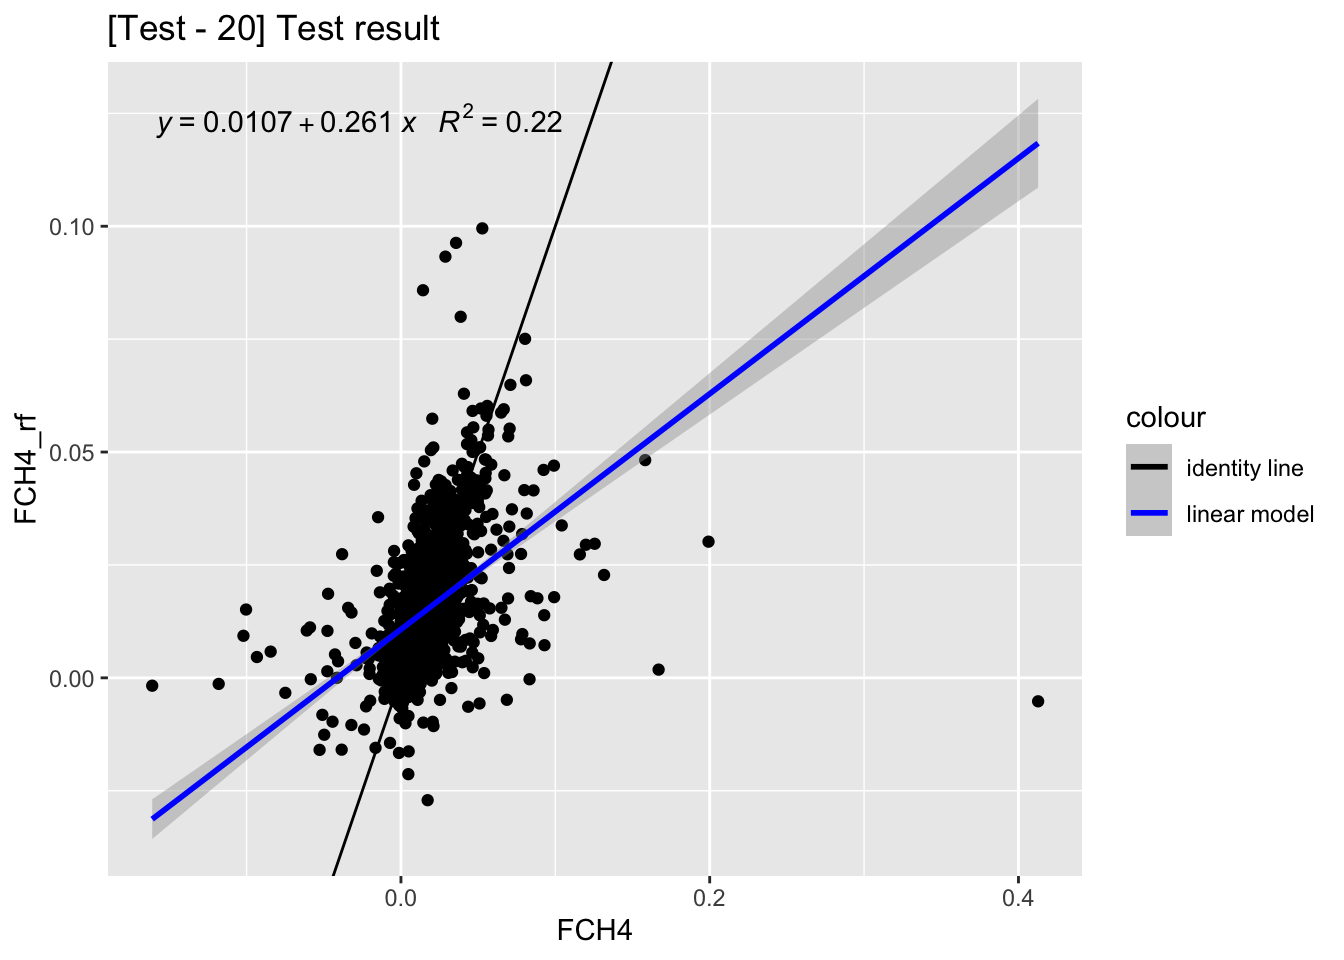 [Test - 20] Test result
y = 0.0107 + 0.261 x R² = 0.22
0.10
0.05
0.00
FCH4_rf
0.0 0.2 0.4
FCH4
colour
identity line
linear model